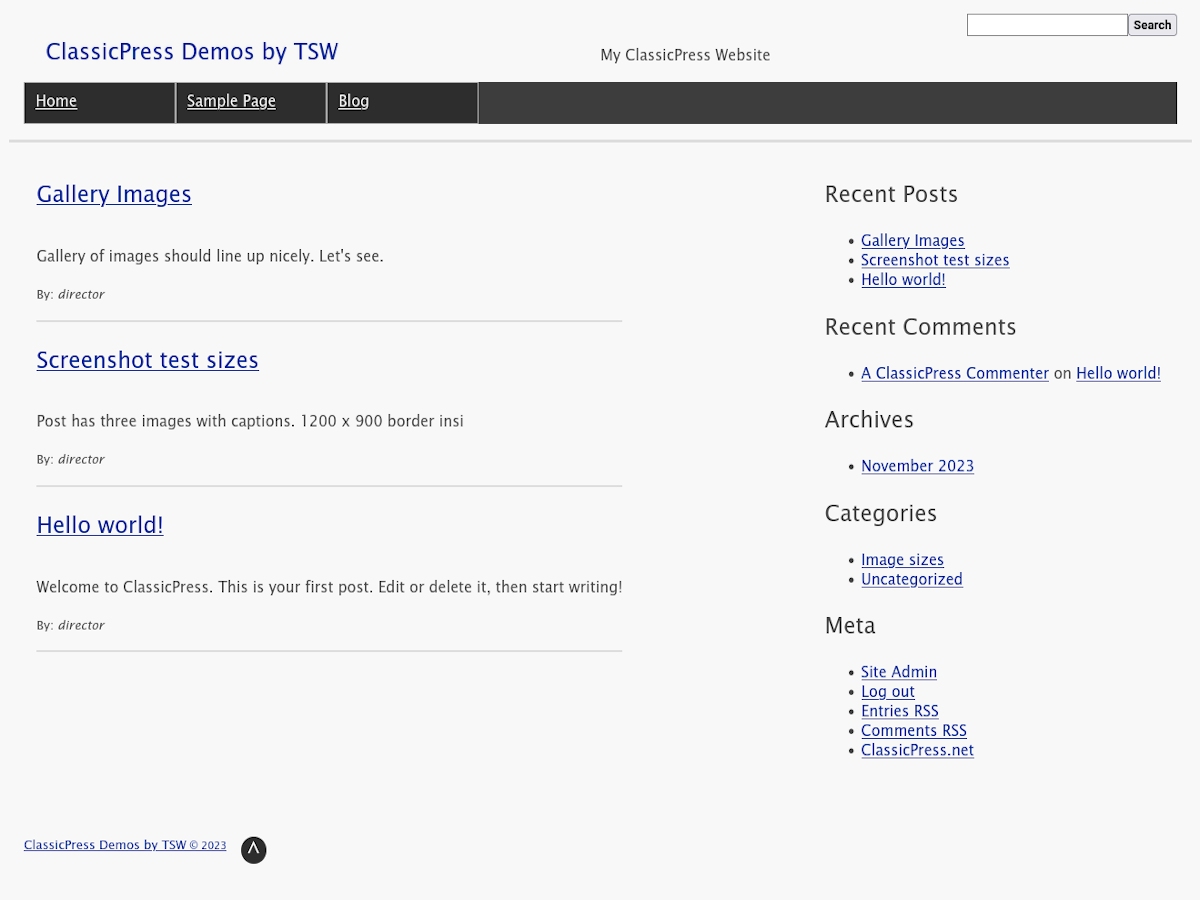 Search
ClassicPress Demos by TSW
My ClassicPress Website
Home
Sample Page
Blog
Gallery Images
Gallery of images should line up nicely. Let's see.
By: director
Screenshot test sizes
Post has three images with captions. 1200 x 900 border insi
By: director
Hello world!
Welcome to ClassicPress. This is your first post. Edit or delete it, then start writing!
By: director
Recent Posts
Gallery Images
Screenshot test sizes
Hello world!
Recent Comments
A ClassicPress Commenter on Hello world!
Archives
November 2023
Categories
Image sizes
Uncategorized
Meta
Site Admin
Log out
Entries RSS
Comments RSS
ClassicPress.net
ClassicPress Demos by TSW © 2023